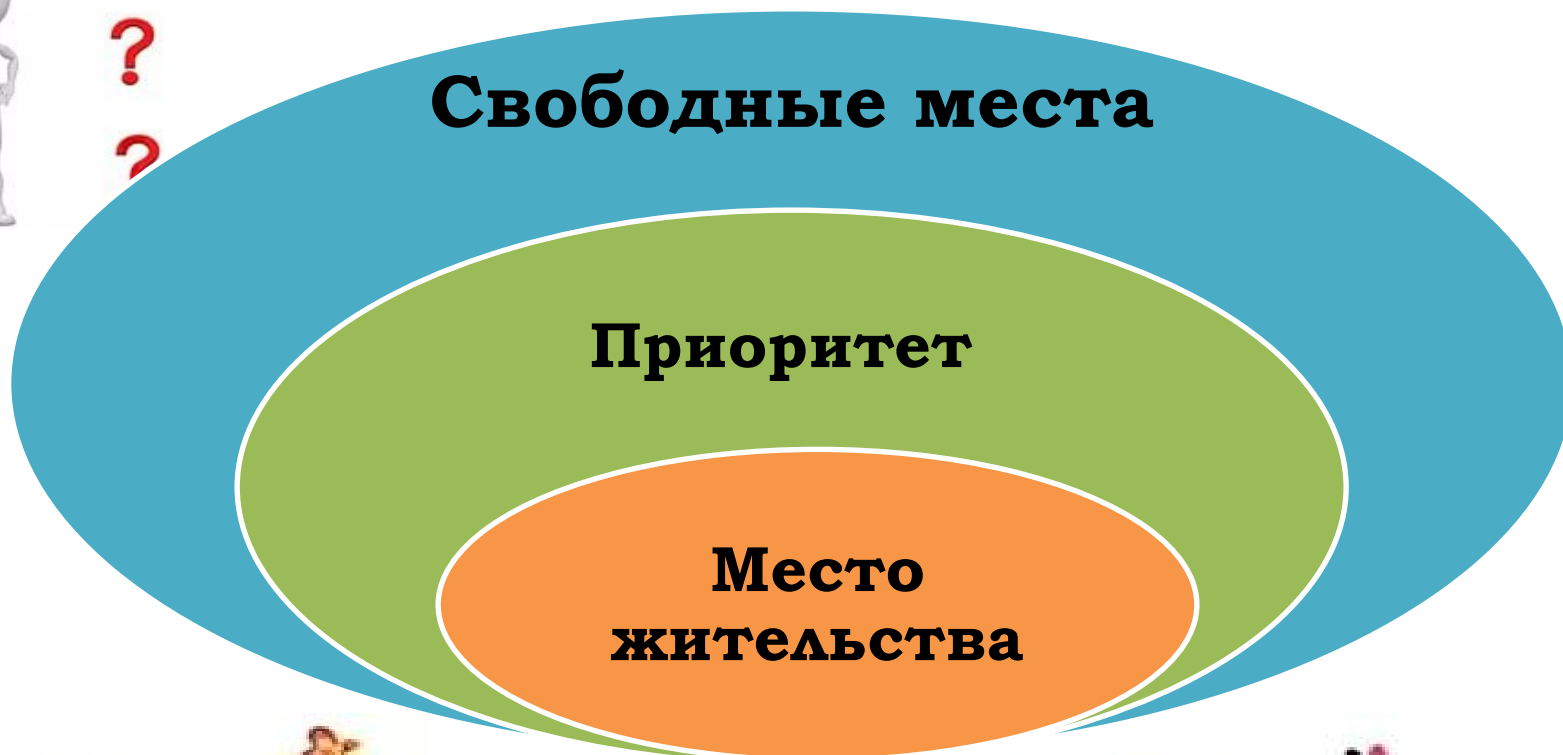 ?
?
Свободные места
Приоритет
Место
жительства